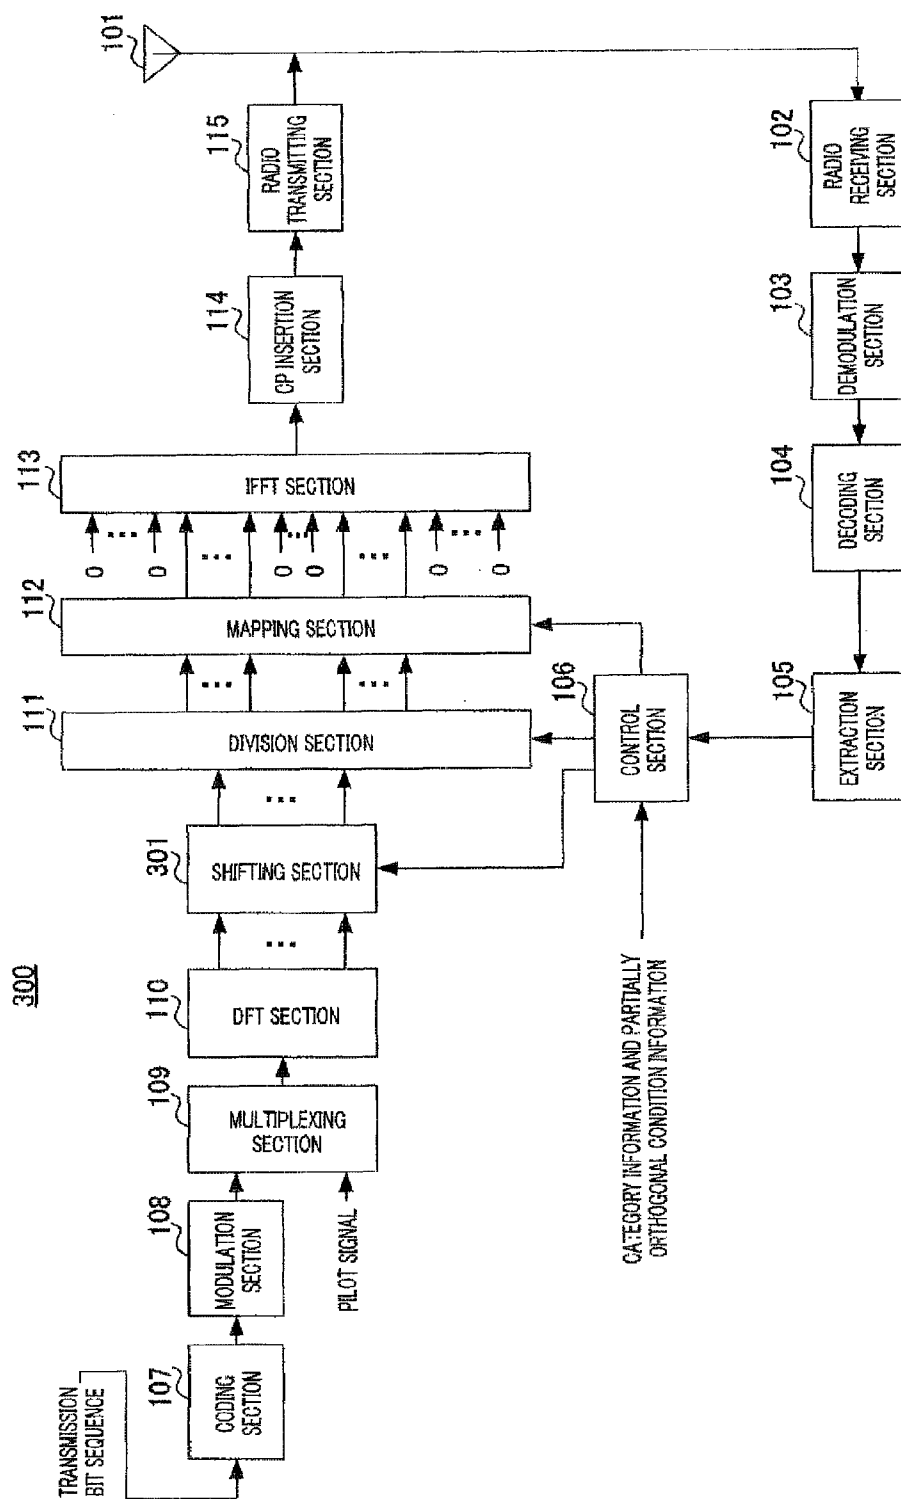 300
TRANSMISSION
BIT SEQUENCE
107
CODING
SECTION
108
MODULATION
SECTION
PILOT SIGNAL
109
MULTIPLEXING
SECTION
110
DFT SECTION
...
301
SHIFTING SECTION
...
111
DIVISION SECTION
...
...
112
MAPPING SECTION
0
...
0
...
0
...
0
...
0
...
0
113
IFFT SECTION
114
CP INSERTION
SECTION
115
RADIO
TRANSMITTING
SECTION
101
CATEGORY INFORMATION AND PARTIALLY
ORTHOGONAL CONDITION INFORMATION
106
CONTROL
SECTION
105
EXTRACTION
SECTION
104
DECODING
SECTION
103
DEMODULATION
SECTION
102
RADIO
RECEIVING
SECTION